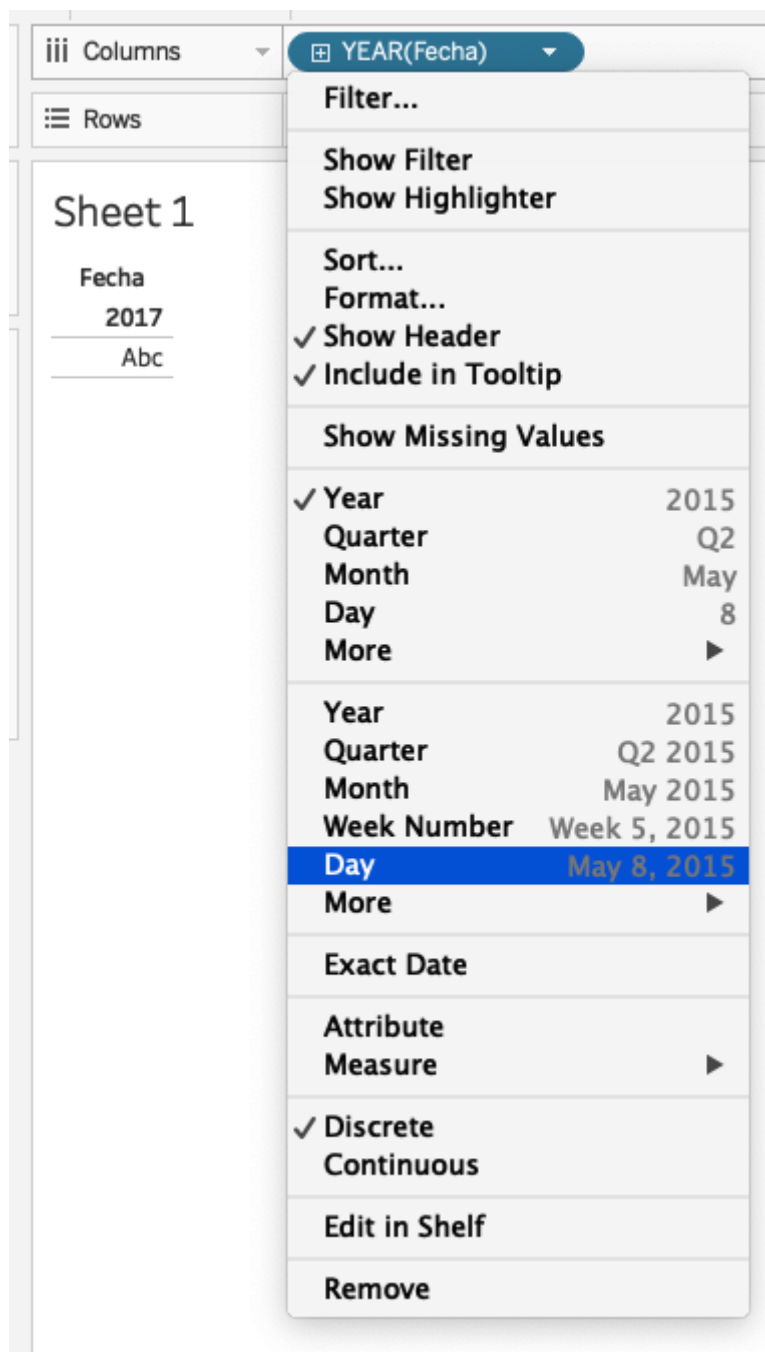 Columns
YEAR(Fecha)
Rows
Sheet 1
Fecha
2017
Abc
Filter...
Show Filter
Show Highlighter
Sort...
Format...
Show Header
Include in Tooltip
Show Missing Values
Year 2015
Quarter Q2
Month May
Day 8
More
Year 2015
Quarter Q2 2015
Month May 2015
Week Number Week 5, 2015
Day May 8, 2015
More
Exact Date
Attribute
Measure
Discrete
Continuous
Edit in Shelf
Remove